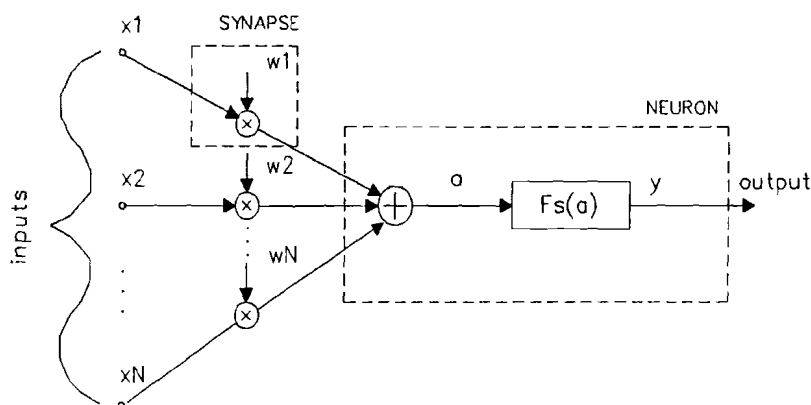 x1
SYNAPSE
w1
NEURON
x2
w2
a
Fs(a)
y
output
inputs
wN
xN